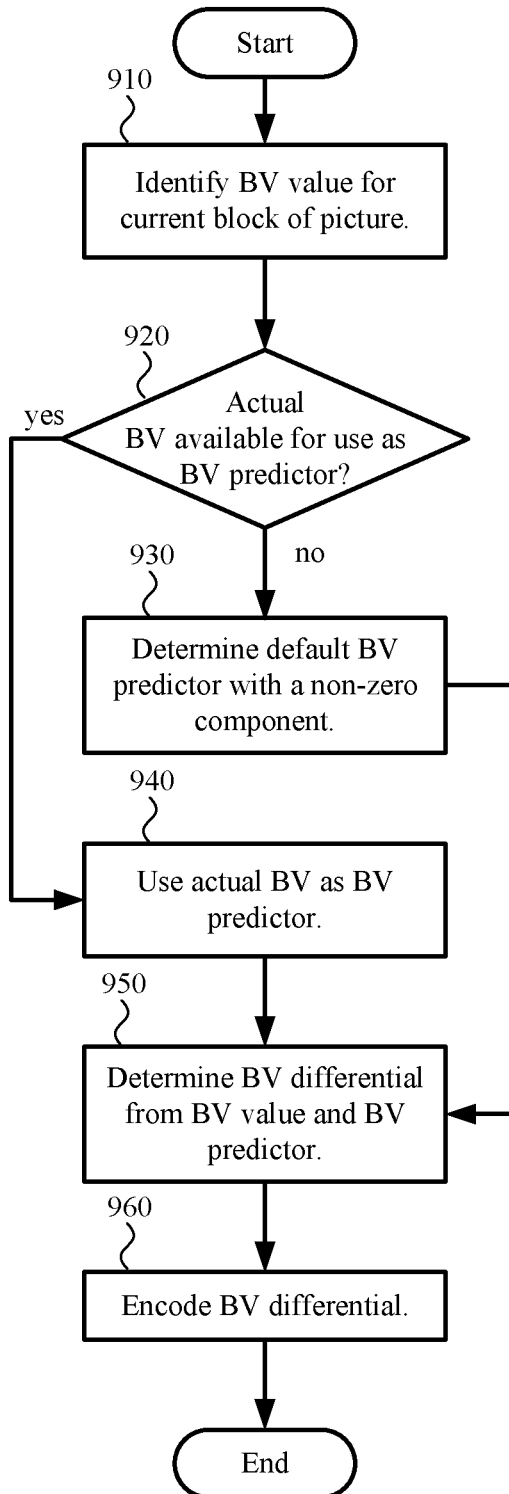 Start
910
Identify BV value for
current block of picture.
920
yes
Actual
BV available for use as
BV predictor?
no
930
Determine default BV
predictor with a non-zero
component.
940
Use actual BV as BV
predictor.
950
Determine BV differential
from BV value and BV
predictor.
960
Encode BV differential.
End